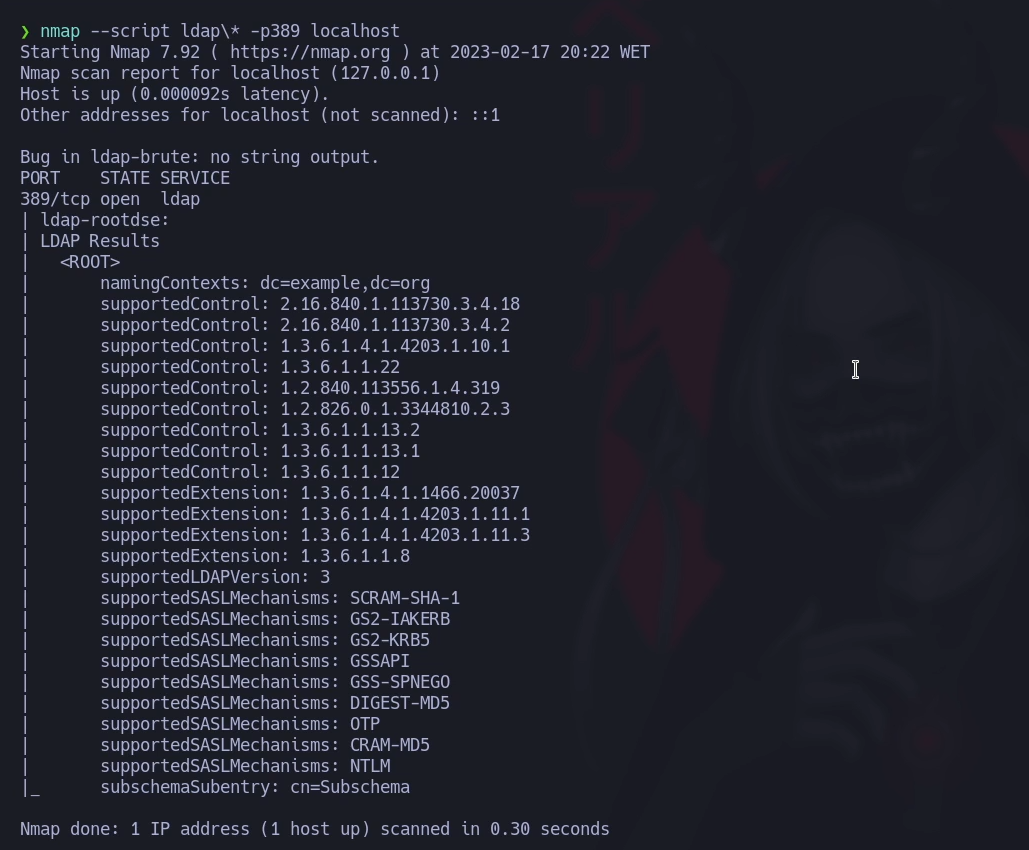 ❯ nmap --script ldap\* -p389 localhost
Starting Nmap 7.92 ( https://nmap.org ) at 2023-02-17 20:22 WET
Nmap scan report for localhost (127.0.0.1)
Host is up (0.000092s latency).
Other addresses for localhost (not scanned): ::1

Bug in ldap-brute: no string output.
PORT    STATE SERVICE
389/tcp open  ldap
| ldap-rootdse:
| LDAP Results
|   <ROOT>
|       namingContexts: dc=example,dc=org
|       supportedControl: 2.16.840.1.113730.3.4.18
|       supportedControl: 2.16.840.1.113730.3.4.2
|       supportedControl: 1.3.6.1.4.1.4203.1.10.1
|       supportedControl: 1.3.6.1.1.22
|       supportedControl: 1.2.840.113556.1.4.319
|       supportedControl: 1.2.826.0.1.3344810.2.3
|       supportedControl: 1.3.6.1.1.13.2
|       supportedControl: 1.3.6.1.1.13.1
|       supportedControl: 1.3.6.1.1.12
|       supportedExtension: 1.3.6.1.4.1.1466.20037
|       supportedExtension: 1.3.6.1.4.1.4203.1.11.1
|       supportedExtension: 1.3.6.1.4.1.4203.1.11.3
|       supportedExtension: 1.3.6.1.1.8
|       supportedLDAPVersion: 3
|       supportedSASLMechanisms: SCRAM-SHA-1
|       supportedSASLMechanisms: GS2-IAKERB
|       supportedSASLMechanisms: GS2-KRB5
|       supportedSASLMechanisms: GSSAPI
|       supportedSASLMechanisms: GSS-SPNEGO
|       supportedSASLMechanisms: DIGEST-MD5
|       supportedSASLMechanisms: OTP
|       supportedSASLMechanisms: CRAM-MD5
|       supportedSASLMechanisms: NTLM
|_      subschemaSubentry: cn=Subschema

Nmap done: 1 IP address (1 host up) scanned in 0.30 seconds